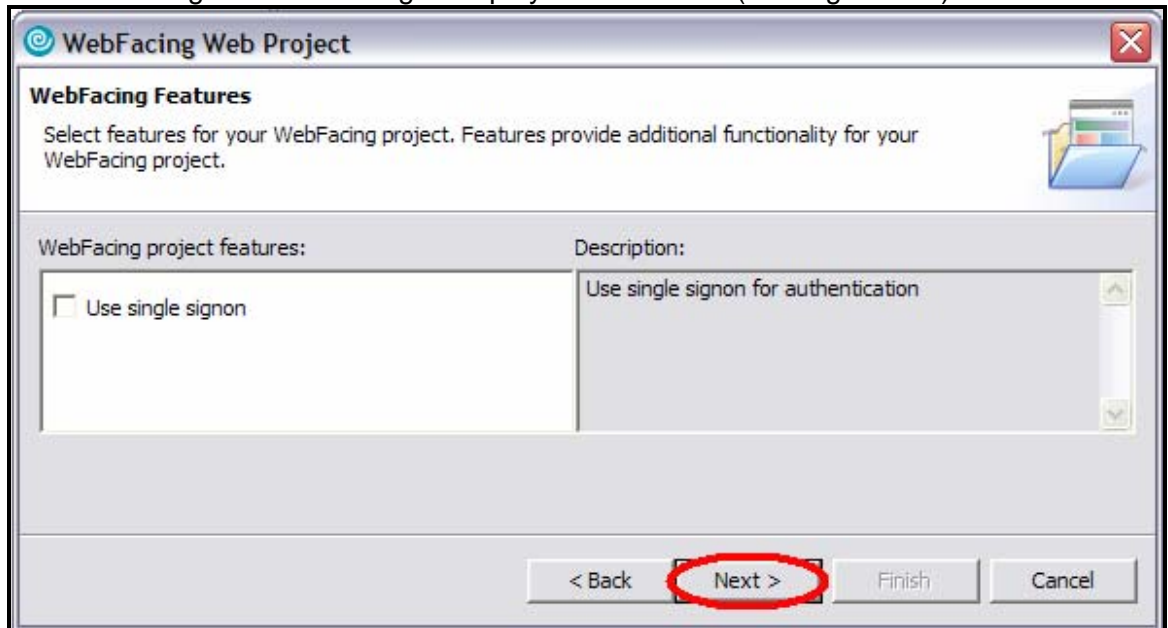 WebFacing Web Project
WebFacing Features
Select features for your WebFacing project. Features provide additional functionality for your
WebFacing project.
WebFacing project features:
Description:
Use single signon
Use single signon for authentication
< Back
Next >
Finish
Cancel